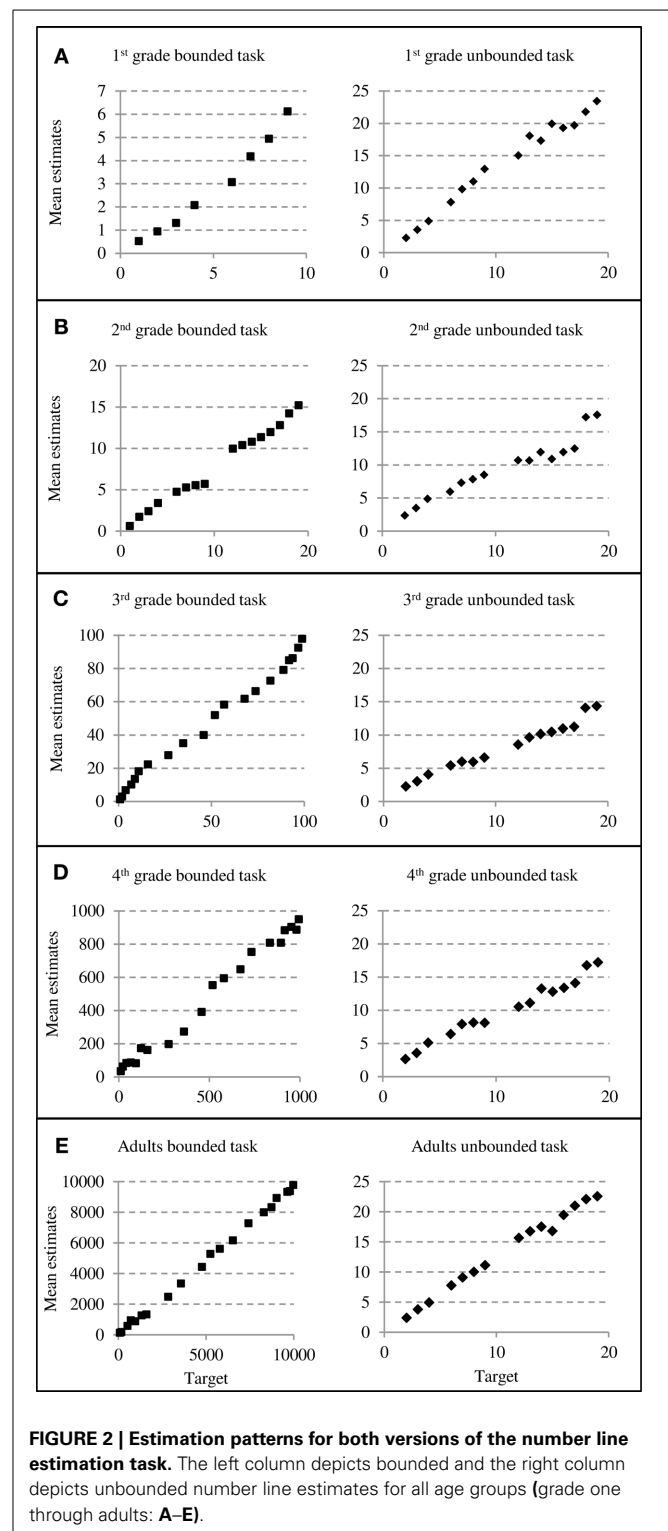 A
1st grade bounded task
Mean estimates
7
6
5
4
3
2
1
0
0 5 10
1st grade unbounded task
25
20
15
10
5
0
0 10 20
B
2nd grade bounded task
Mean estimates
20
15
10
5
0
0 10 20
2nd grade unbounded task
25
20
15
10
5
0
0 10 20
C
3rd grade bounded task
Mean estimates
100
80
60
40
20
0
0 50 100
3rd grade unbounded task
25
20
15
10
5
0
0 10 20
D
4th grade bounded task
Mean estimates
1000
800
600
400
200
0
0 500 1000
4th grade unbounded task
25
20
15
10
5
0
0 10 20
E
Adults bounded task
Mean estimates
10000
8000
6000
4000
2000
0
0 5000 10000
Target
Adults unbounded task
25
20
15
10
5
0
0 10 20
Target
FIGURE 2 | Estimation patterns for both versions of the number line
estimation task. The left column depicts bounded and the right column
depicts unbounded number line estimates for all age groups (grade one
through adults: A–E).